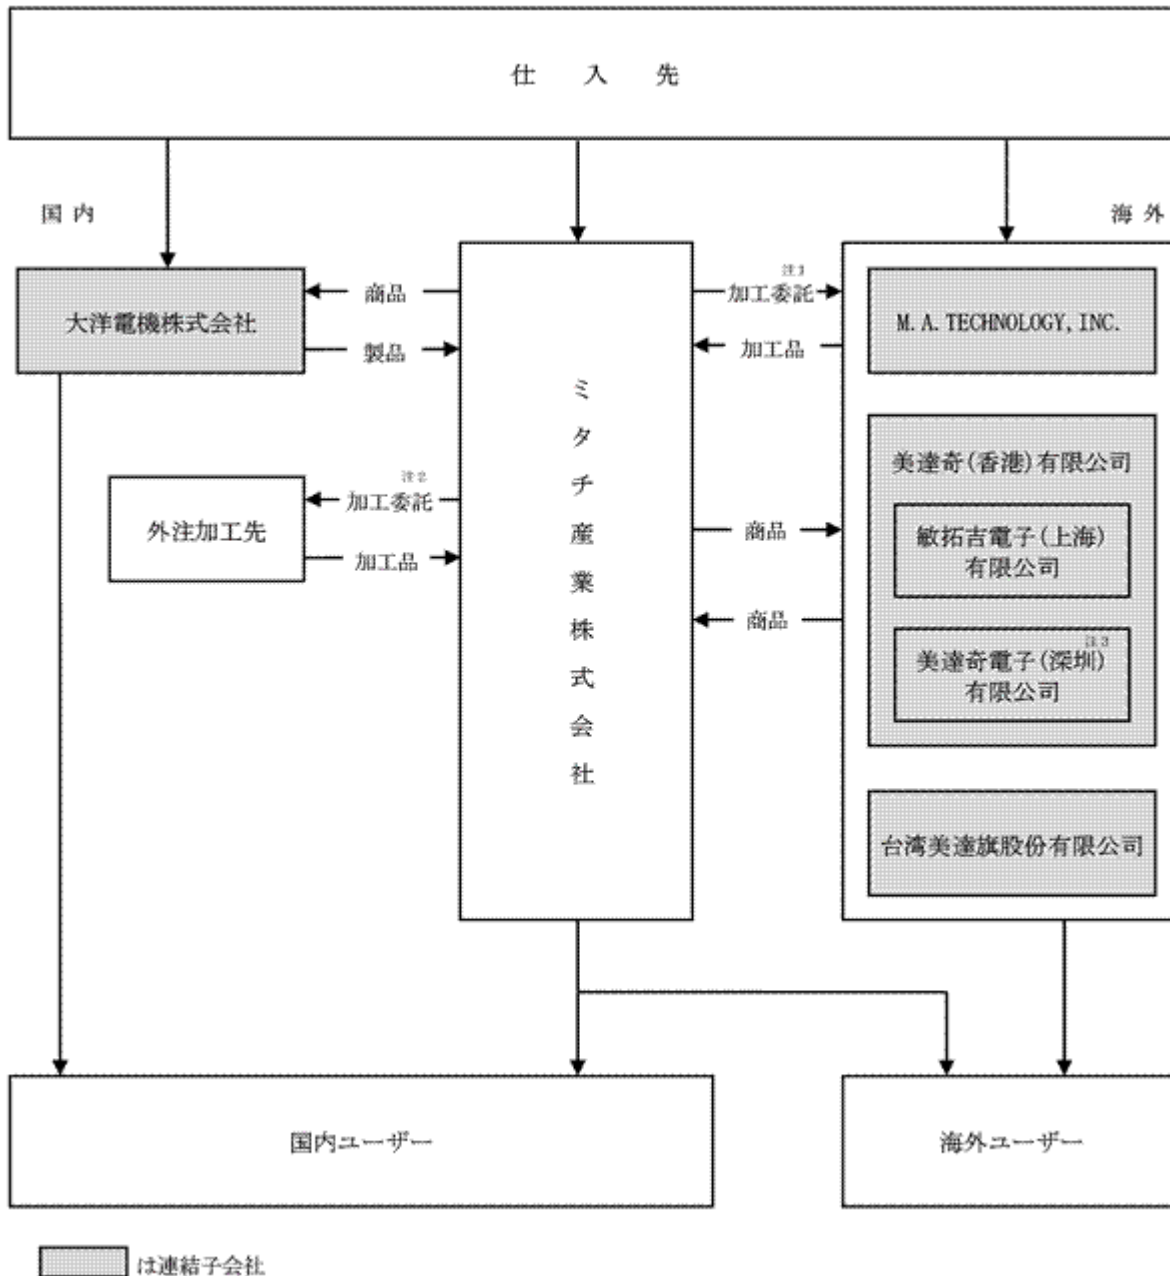 仕入先
国内
海外
大洋電機株式会社
商品
製品
注2
加工委託
外注加工先
加工品
ミタチ産業株式会社
注1
加工委託
加工品
商品
商品
M.A.TECHNOLOGY,INC.
美達奇(香港)有限公司
敏拓吉電子(上海)
有限公司
注3
美達奇電子(深圳)
有限公司
台湾美達旗股份有限公司
国内ユーザー
海外ユーザー
は連結子会社